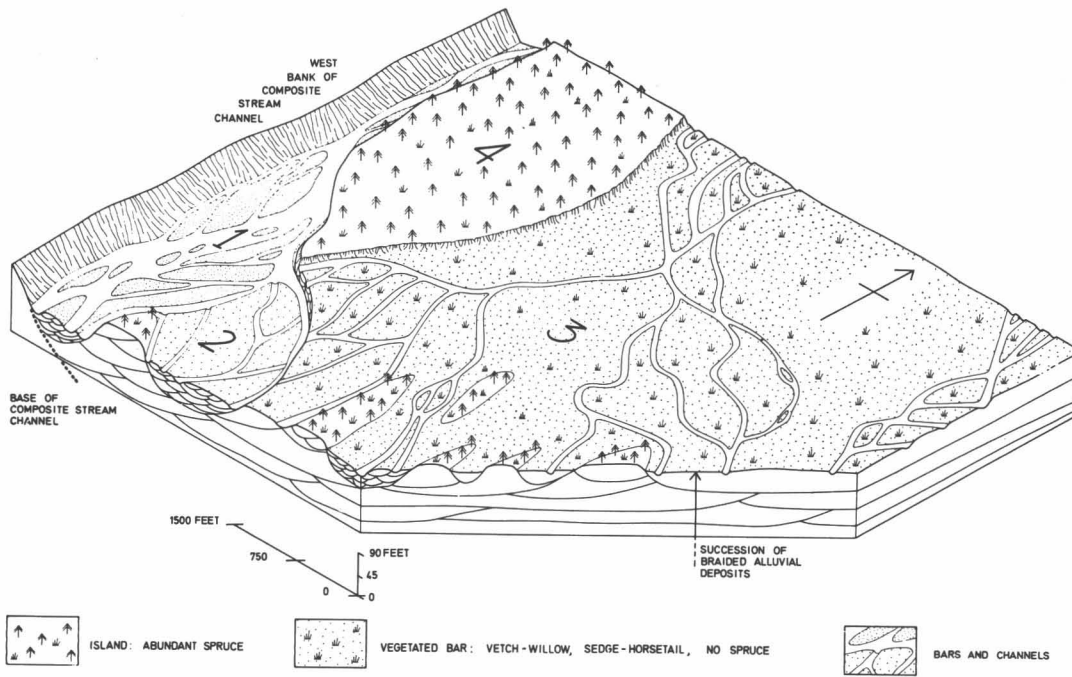 WEST
BANK OF
COMPOSITE
STREAM
CHANNEL
4
1
2
3
BASE OF
COMPOSITE STREAM
CHANNEL
1500 FEET
750
0
90 FEET
45
0
SUCCESSION OF
BRAIDED ALLUVIAL
DEPOSITS
ISLAND: ABUNDANT SPRUCE
VEGETATED BAR: VETCH-WILLOW, SEDGE-HORSETAIL, NO SPRUCE
BARS AND CHANNELS